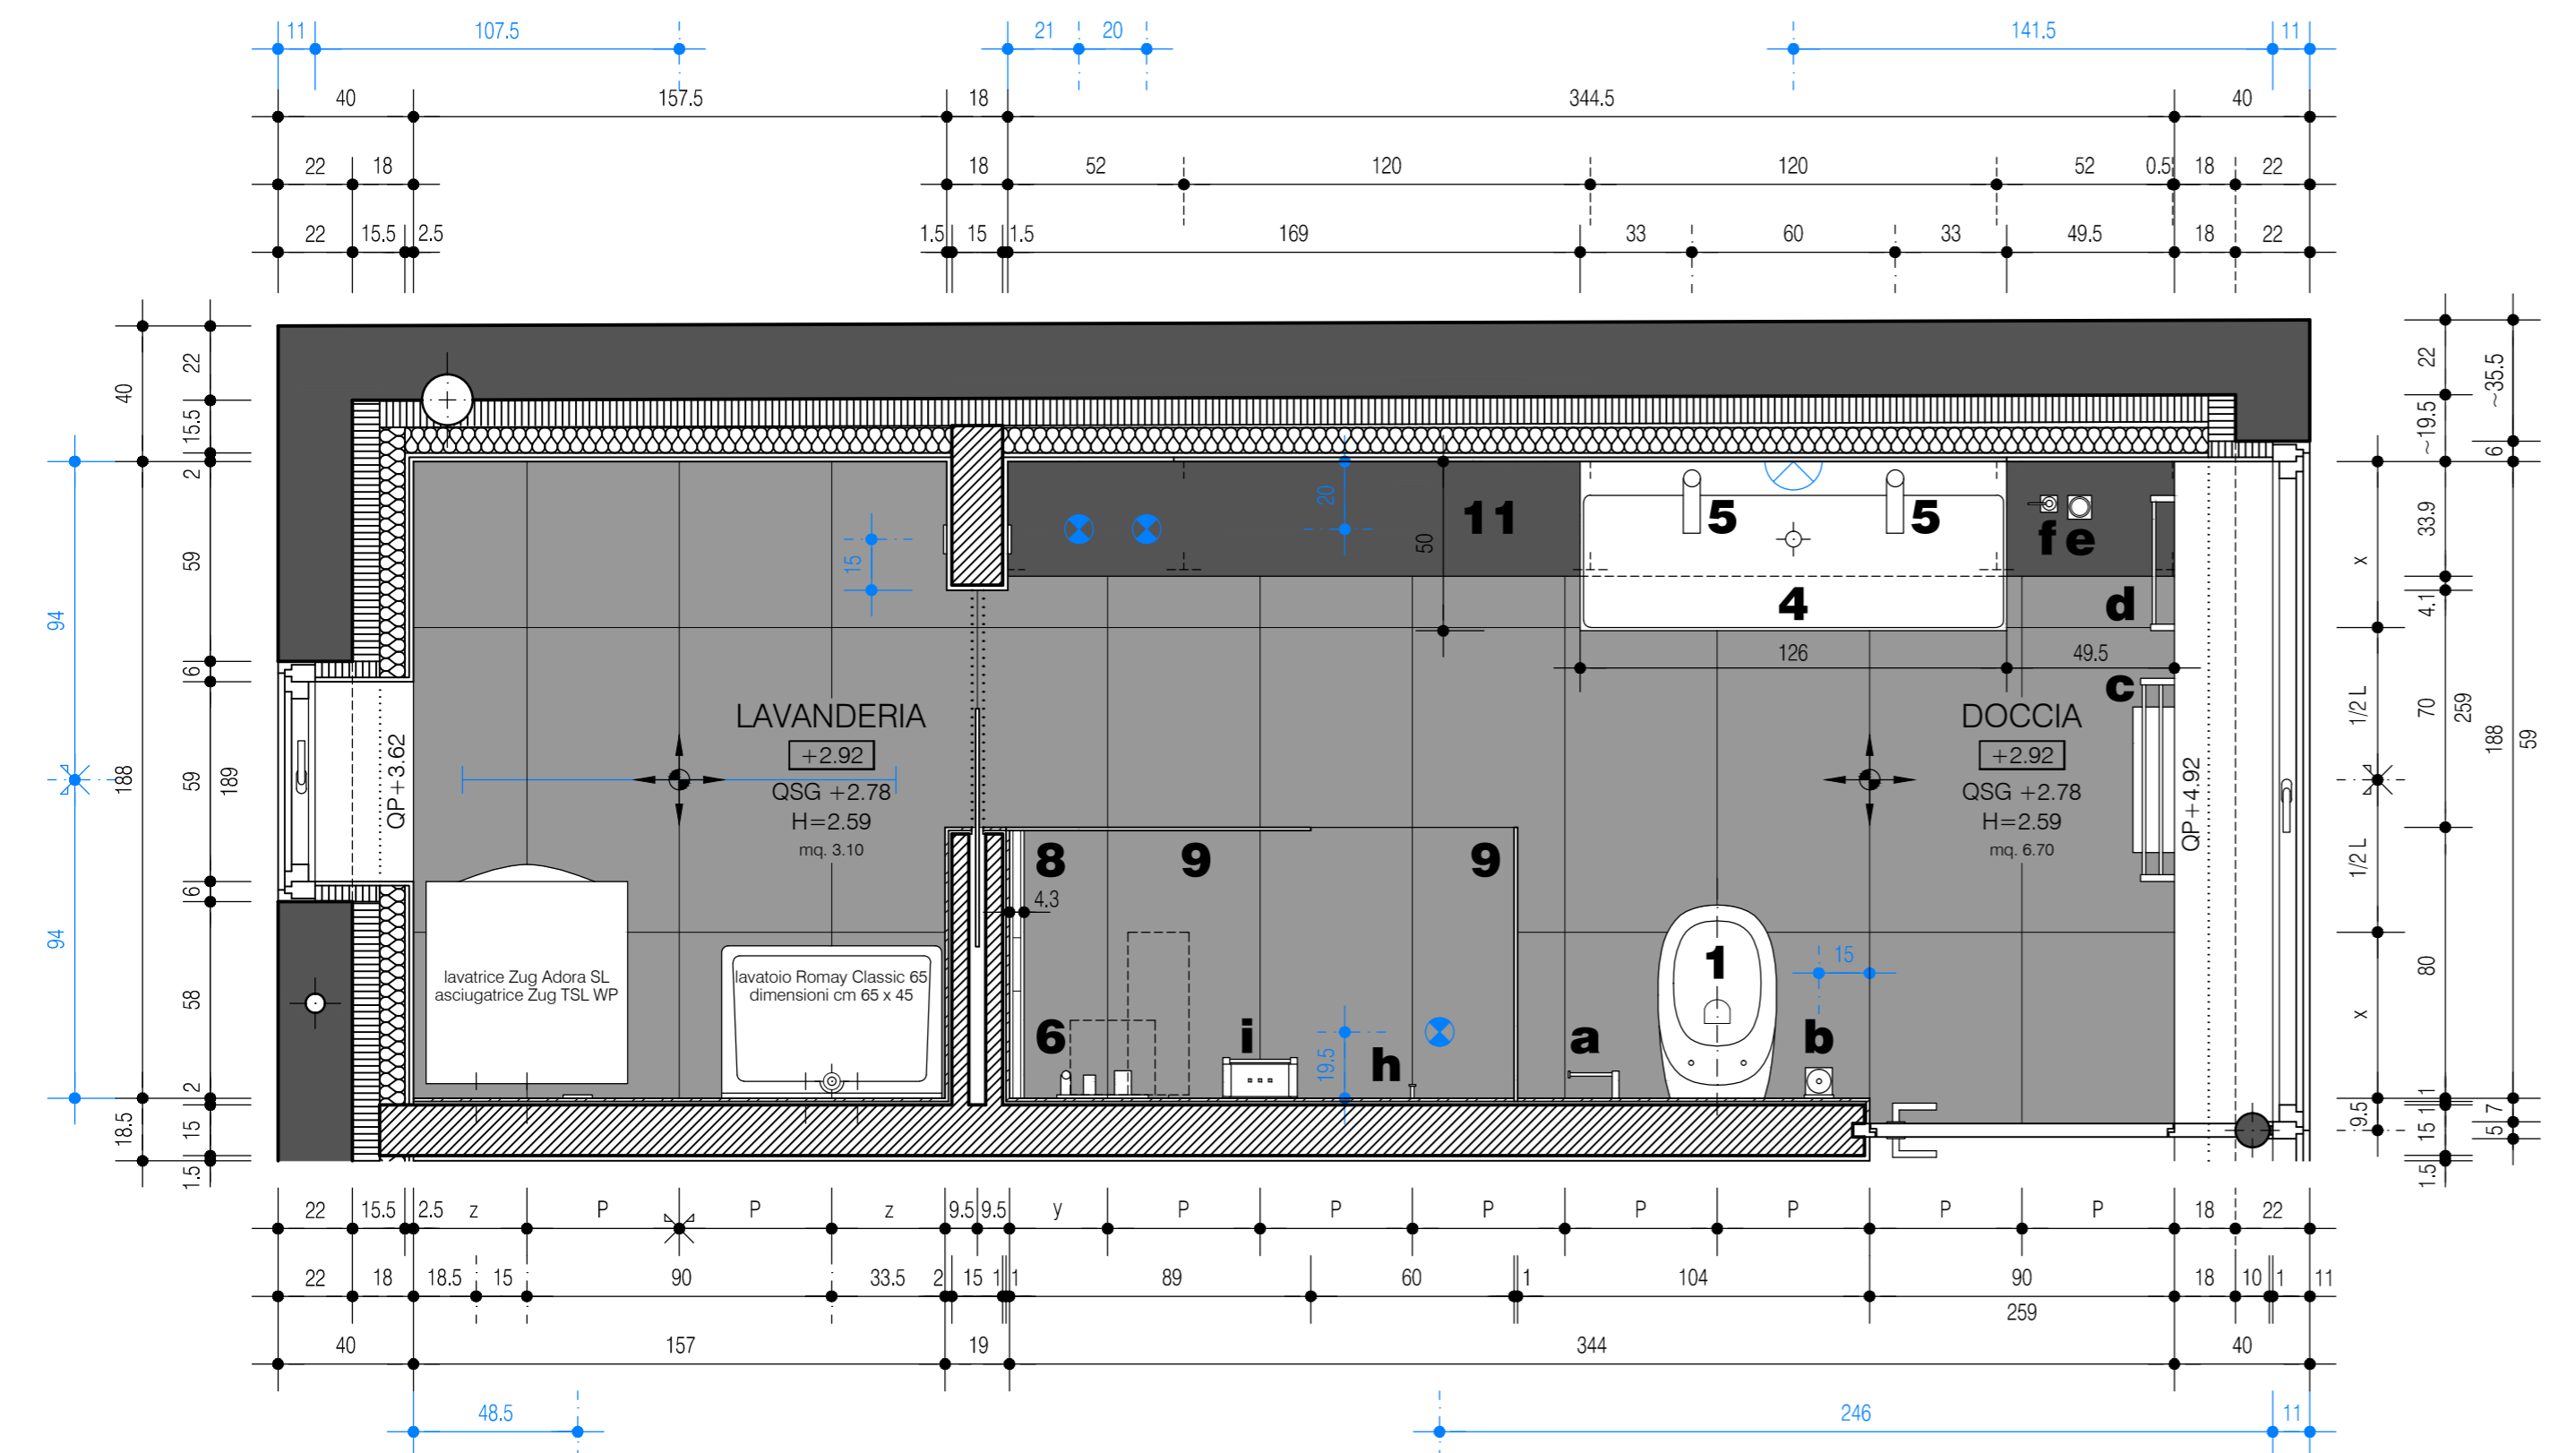 11 107.5 21 20 141.5 11
40 157.5 18 344.5 40
22 18 18 52 120 120 52 0.5 18 22
22 15.5 2.5 1.5 15 1.5 169 33 60 33 49.5 18 22
40
22
15.5
2
59
6
59
6
58
2
15
1.5
188
189
18.5
94
94
22
~35.5
~19.5
6
33.9
4.1
70
259
188
59
80
x
1/2 L
1/2 L
x
9.5
1
1
15
1.5
7
5
20
50
11
5
5
4
f e
d
c
15
126 49.5
LAVANDERIA
+2.92
QSG +2.78
H=2.59
mq. 3.10
DOCCIA
+2.92
QSG +2.78
H=2.59
mq. 6.70
QP+3.62
QP+4.92
8 9 9
4.3
1
15
lavatrice Zug Adora SL
asciugatrice Zug TSL WP
lavatoio Romay Classic 65
dimensioni cm 65 x 45
6 i h a b
19.5
22 15.5 2.5 z P P z 9.5 9.5 y P P P P P P P 18 22
22 18 18.5 15 90 33.5 2 15 1 1 89 60 1 104 90 18 10 1 11
259
40 157 19 344 40
48.5 246 11